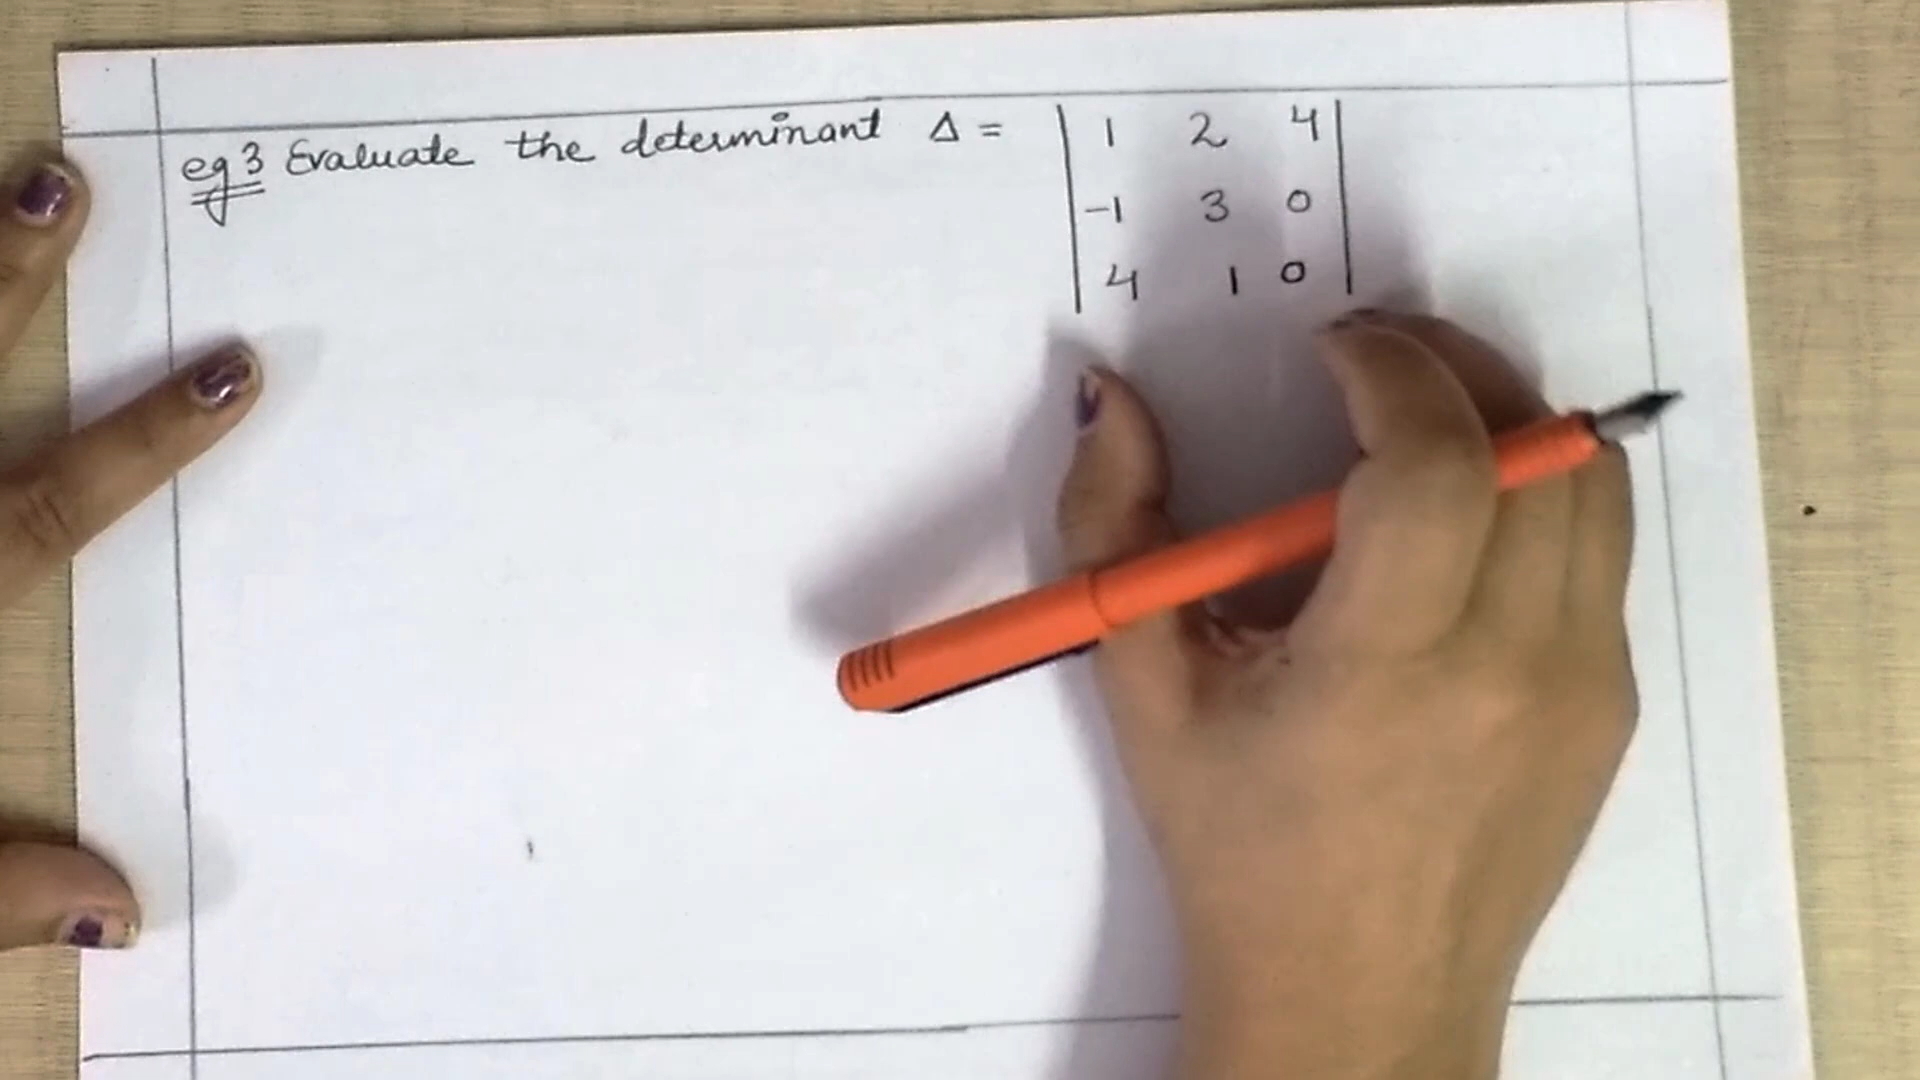 eg 3 Evaluate the determinant Δ = | 1 2 4 |
| -1 3 0 |
| 4 1 0 |